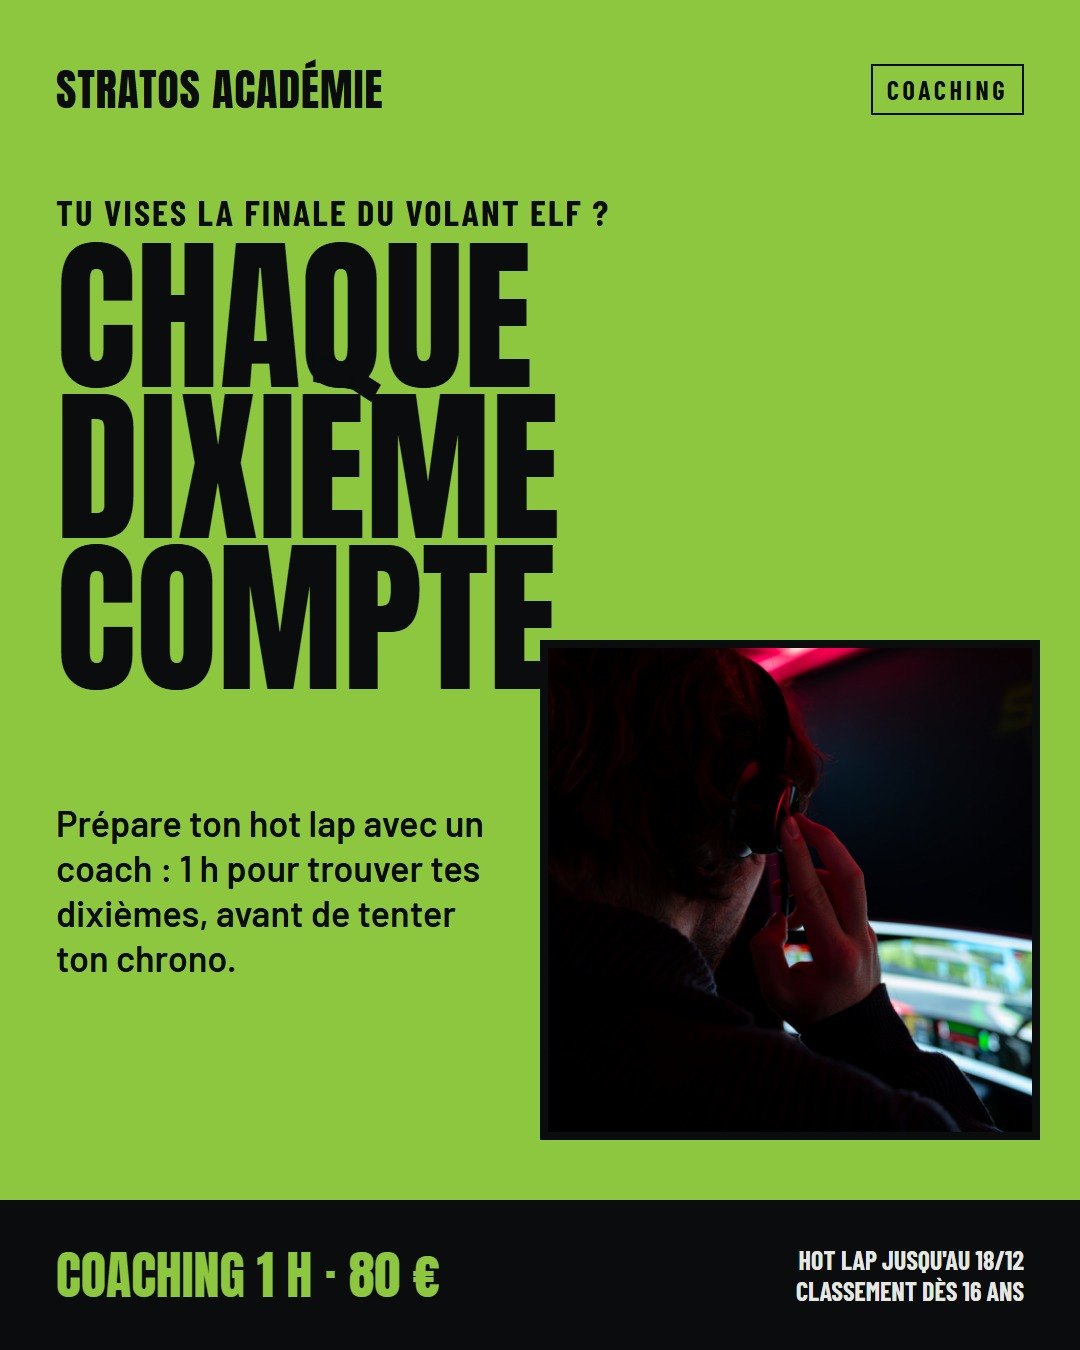 STRATOS ACADÉMIE
COACHING
TU VISES LA FINALE DU VOLANT ELF ?
CHAQUE
DIXIEME
COMPTE
Prépare ton hot lap avec un
coach : 1 h pour trouver tes
dixièmes, avant de tenter
ton chrono.
COACHING 1 H · 80 €
HOT LAP JUSQU'AU 18/12
CLASSEMENT DÈS 16 ANS